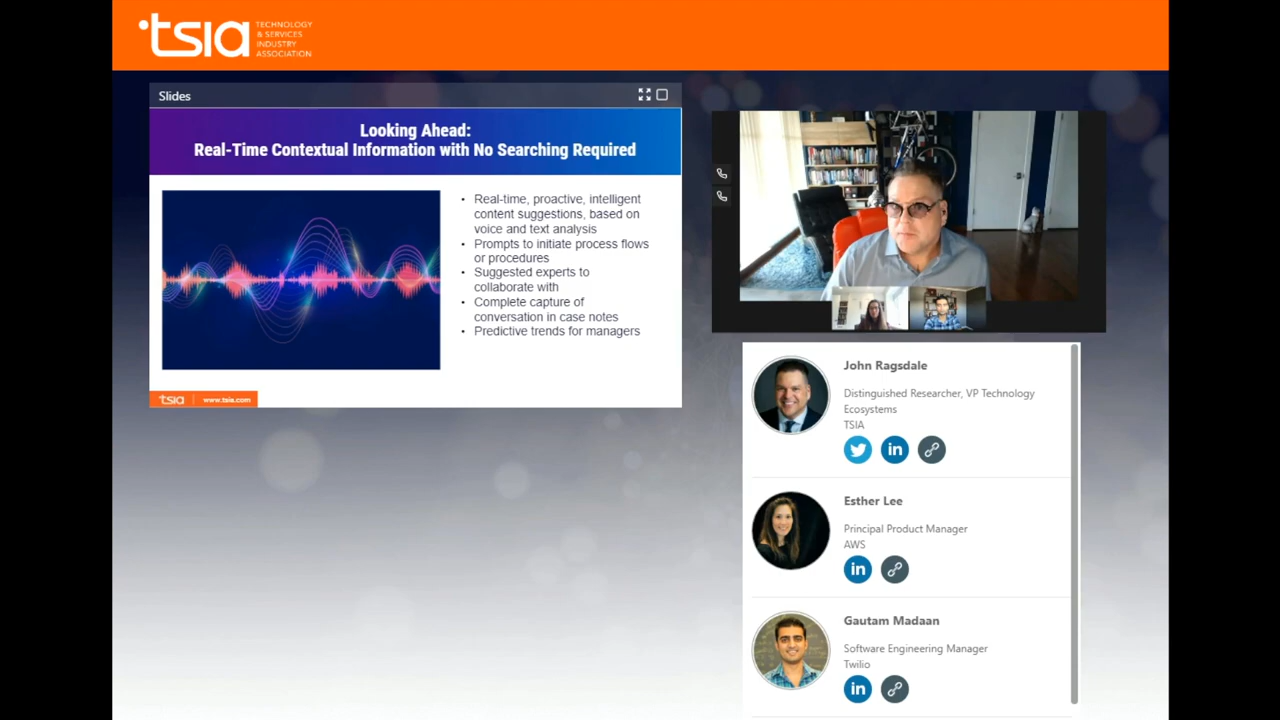 tsia
TECHNOLOGY
& SERVICES
INDUSTRY
ASSOCIATION
Slides
Looking Ahead:
Real-Time Contextual Information with No Searching Required
• Real-time, proactive, intelligent
content suggestions, based on
voice and text analysis
• Prompts to initiate process flows
or procedures
• Suggested experts to
collaborate with
• Complete capture of
conversation in case notes
• Predictive trends for managers
tsia
www.tsia.com
John Ragsdale
Distinguished Researcher, VP Technology
Ecosystems
TSIA
in
Esther Lee
Principal Product Manager
AWS
in
Gautam Madaan
Software Engineering Manager
Twilio
in